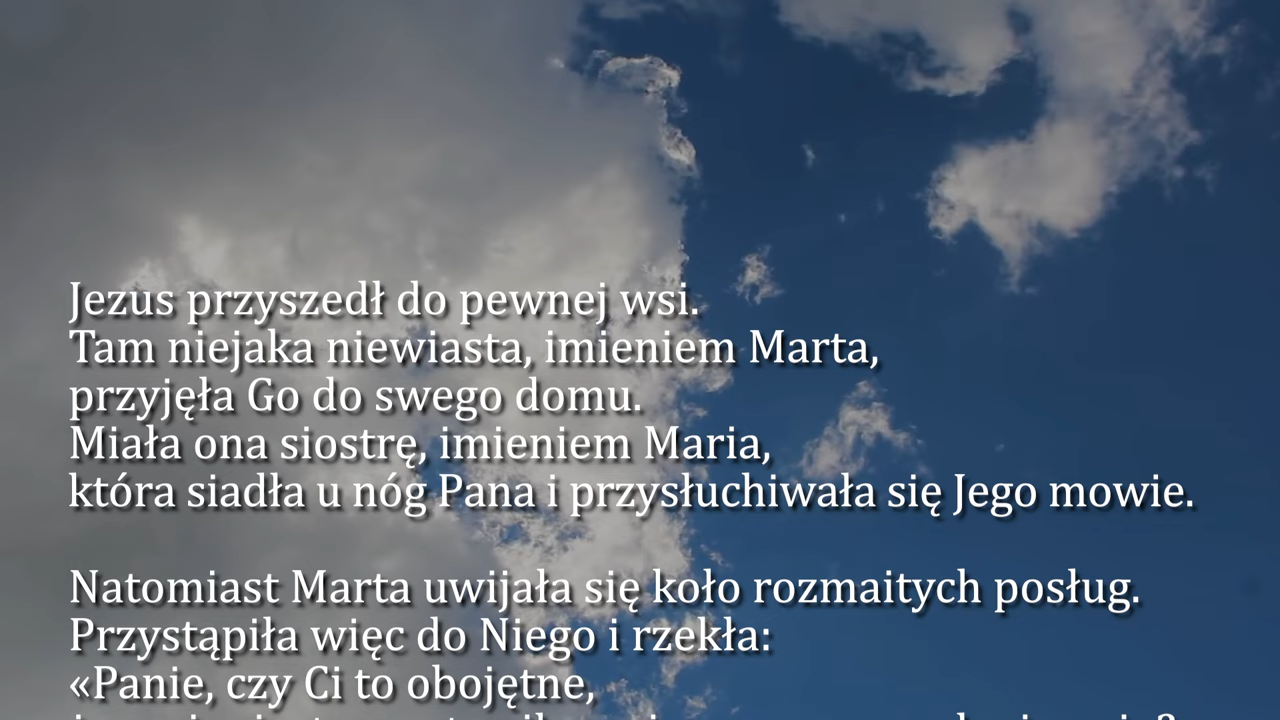 Jezus przyszedł do pewnej wsi.
Tam niejaka niewiasta, imieniem Marta,
przyjęła Go do swego domu.
Miała ona siostrę, imieniem Maria,
która siadła u nóg Pana i przysłuchiwała się Jego mowie.
Natomiast Marta uwijała się koło rozmaitych posług.
Przystąpiła więc do Niego i rzekła:
«Panie, czy Ci to obojętne,